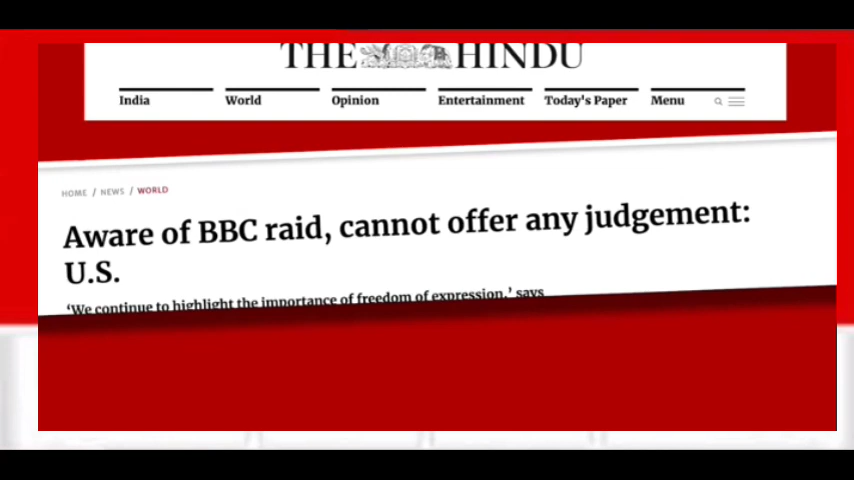 THE HINDU
India World Opinion Entertainment Today's Paper Menu
HOME / NEWS / WORLD
Aware of BBC raid, cannot offer any judgement:
U.S.
'We continue to highlight the importance of freedom of expression,' says